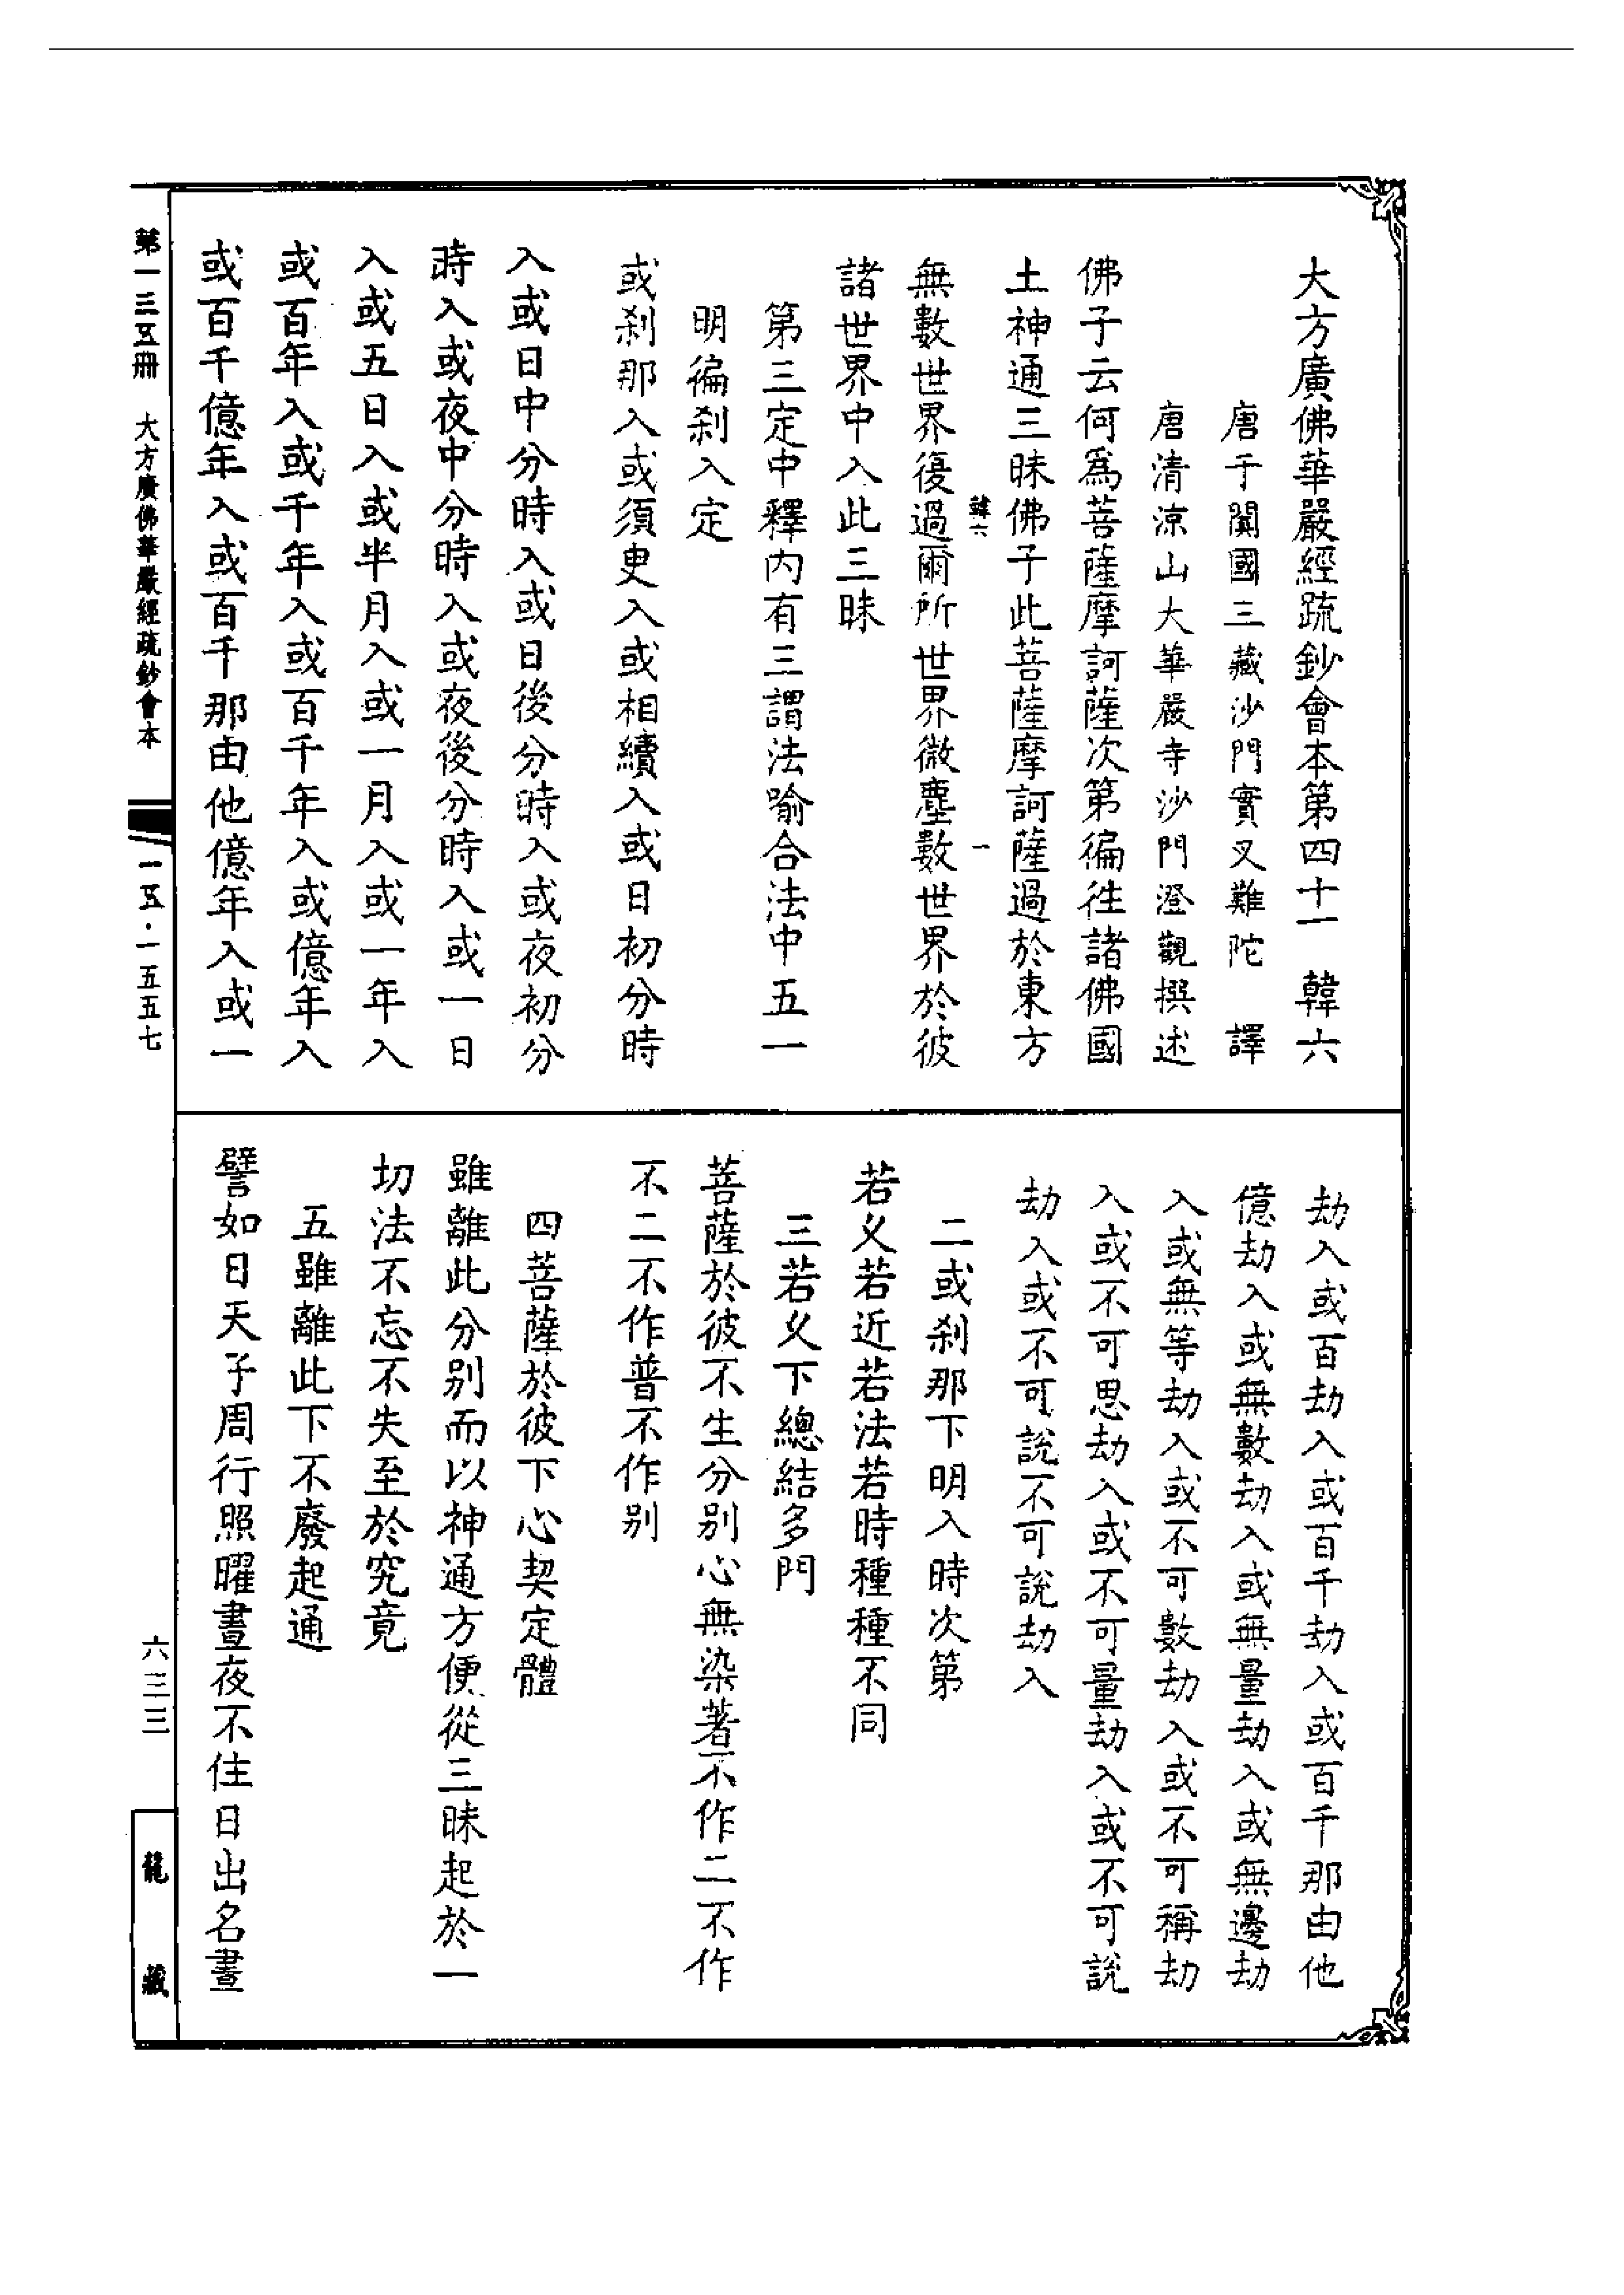 大方廣佛華嚴經疏鈔會本第四十一 韓六
唐于闐國三藏沙門實叉難陀 譯
唐清涼山大華嚴寺沙門澄觀撰述
佛子云何爲菩薩摩訶薩次第徧往諸佛國
土神通三昧佛子此菩薩摩訶薩過於東方
韓六 一
無數世界復過爾所世界微塵數世界於彼
諸世界中入此三昧
第三定中釋内有三謂法喻合法中五一
明徧刹入定
或刹那入或須臾入或相續入或日初分時
入或日中分時入或日後分時入或夜初分
時入或夜中分時入或夜後分時入或一日
入或五日入或半月入或一月入或一年入
或百年入或千年入或百千年入或億年入
或百千億年入或百千那由他億年入或一
劫入或百劫入或百千劫入或百千那由他
億劫入或無數劫入或無量劫入或無邊劫
入或無等劫入或不可數劫入或不可稱劫
入或不可思劫入或不可量劫入或不可說
劫入或不可說不可說劫入
二或刹那下明入時次第
若乆若近若法若時種種不同
三若乆下總結多門
菩薩於彼不生分别心無染著不作二不作
不二不作普不作别
四菩薩於彼下心契定體
雖離此分别而以神通方便從三昧起於一
切法不忘不失至於究竟
五雖離此下不廢起通
譬如日天子周行照曜晝夜不住日出名晝
第一三五冊 大方廣佛華嚴經疏鈔會本 一五·一五五七
六三三
龍藏